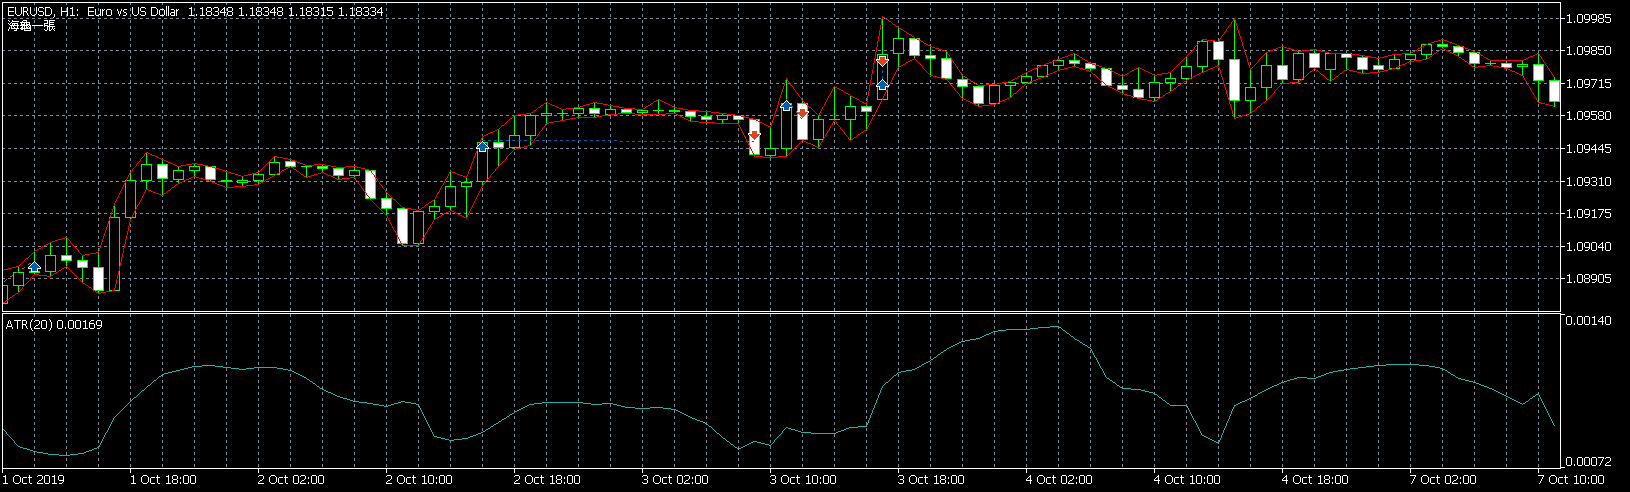 EURUSD, H1: Euro vs US Dollar 1.18348 1.18348 1.18315 1.18334
海龜一張
1.09985
1.09850
1.09715
1.09580
1.09445
1.09310
1.09175
1.09040
1.08905
ATR(20) 0.00169
0.00140
0.00072
1 Oct 2019
1 Oct 18:00
2 Oct 02:00
2 Oct 10:00
2 Oct 18:00
3 Oct 02:00
3 Oct 10:00
3 Oct 18:00
4 Oct 02:00
4 Oct 10:00
4 Oct 18:00
7 Oct 02:00
7 Oct 10:00